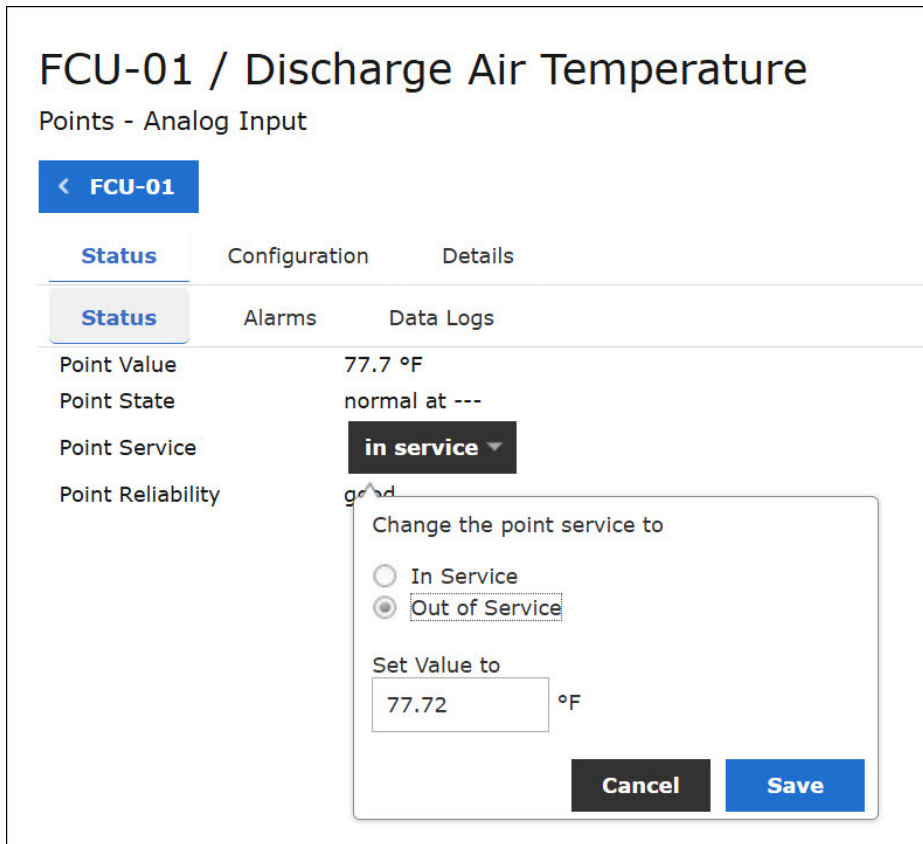 FCU-01 / Discharge Air Temperature
Points - Analog Input
FCU-01
Status Configuration Details
Status Alarms Data Logs
Point Value 77.7 °F
Point State normal at ---
Point Service in service
Point Reliability good
Change the point service to
In Service
Out of Service
Set Value to
77.72 °F
Cancel Save